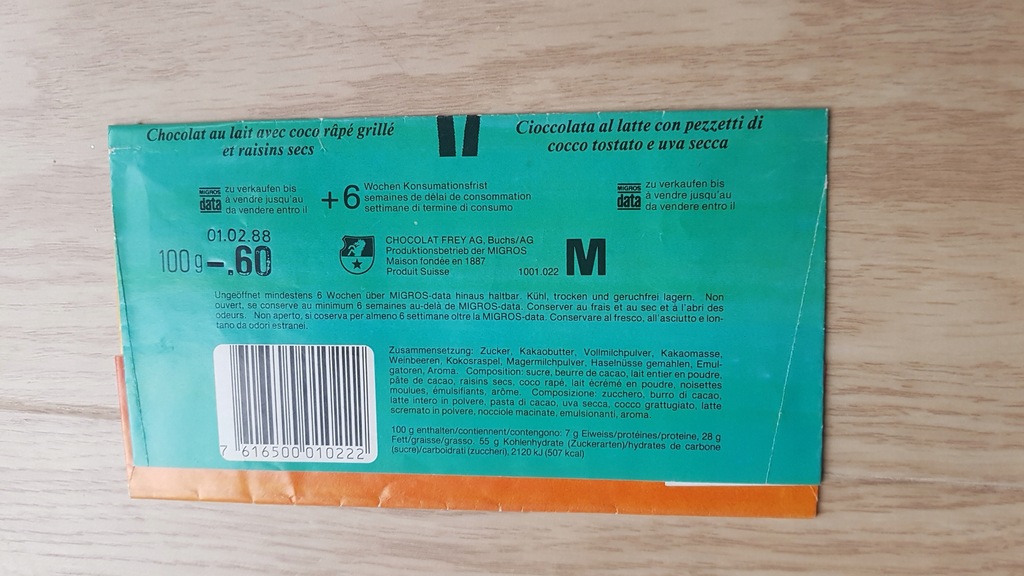 Chocolat au lait avec coco râpé grillé
et raisins secs
Cioccolata al latte con pezzetti di
cocco tostato e uva secca
MIGROS
data
zu verkaufen bis
à vendre jusqu'au
da vendere entro il
+6
Wochen Konsumationsfrist
semaines de délai de consommation
settimane di termine di consumo
MIGROS
data
zu verkaufen bis
à vendre jusqu'au
da vendere entro il
01.02.88
100 g -.60
CHOCOLAT FREY AG, Buchs/AG
Produktionsbetrieb der MIGROS
Maison fondée en 1887
Produit Suisse
1001.022
M
Ungeöffnet mindestens 6 Wochen über MIGROS-data hinaus haltbar. Kühl, trocken und geruchfrei lagern. Non
ouvert, se conserve au minimum 6 semaines au-delà de MIGROS-data. Conserver au frais et au sec et à l'abri des
odeurs. Non aperto, si coserva per almeno 6 settimane oltre la MIGROS-data. Conservare al fresco, all'asciutto e lon-
tano da odori estranei.
Zusammensetzung: Zucker, Kakaobutter, Vollmilchpulver, Kakaomasse,
Weinbeeren, Kokosraspel, Magermilchpulver, Haselnüsse gemahlen, Emul-
gatoren, Aroma. Composition: sucre, beurre de cacao, lait entier en poudre,
pâte de cacao, raisins secs, coco rapé, lait écrémé en poudre, noisettes
moulues, émulsifiants, arôme. Composizione: zucchero, burro di cacao,
latte intero in polvere, pasta di cacao, uva secca, cocco grattugiato, latte
scremato in polvere, nocciole macinate, emulsionanti, aroma.
100 g enthalten/contiennent/contengono: 7 g Eiweiss/protéines/proteine, 28 g
Fett/graisse/grasso, 55 g Kohlenhydrate (Zuckerarten)/hydrates de carbone
(sucre)/carboidrati (zuccheri), 2120 kJ (507 kcal)
7 616500 010222